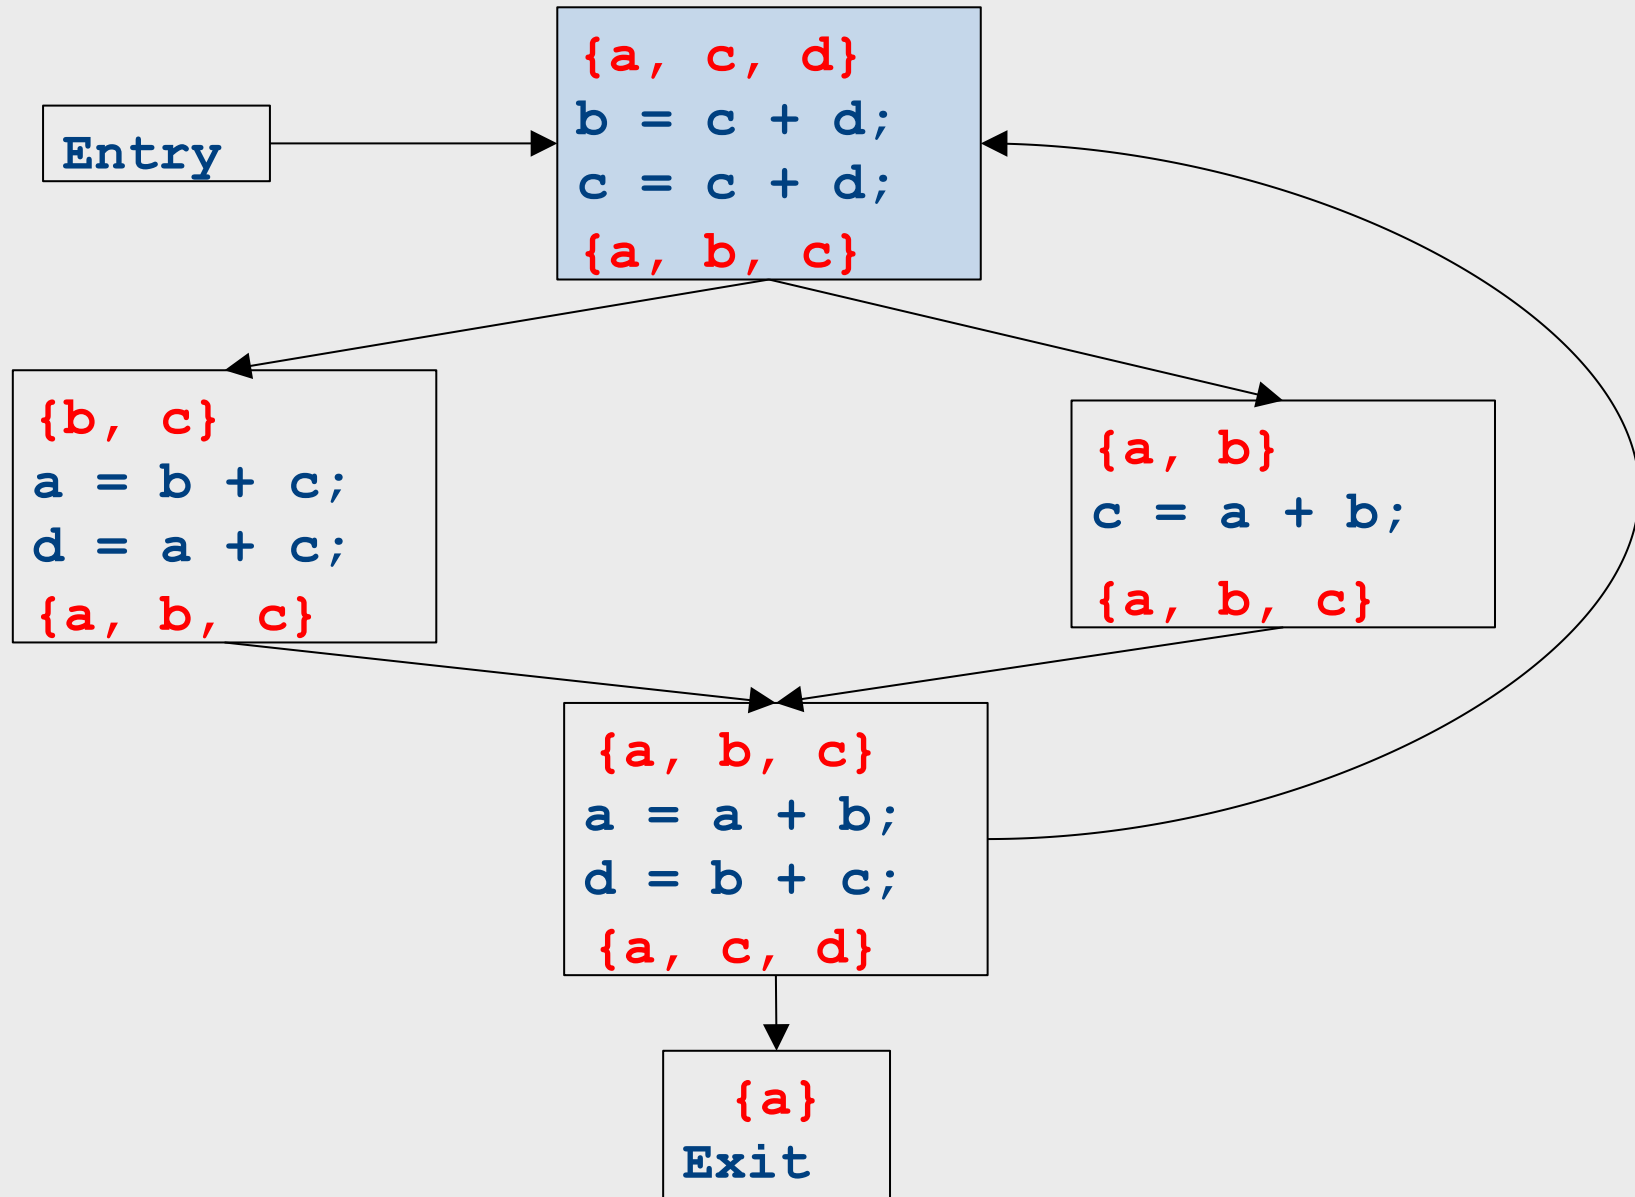 {a, c, d}
b = c + d;
c = c + d;
{a, b, c}
Entry
{b, c}
a = b + c;
d = a + c;
{a, b, c}
{a, b}
c = a + b;
{a, b, c}
{a, b, c}
a = a + b;
d = b + c;
{a, c, d}
{a}
Exit